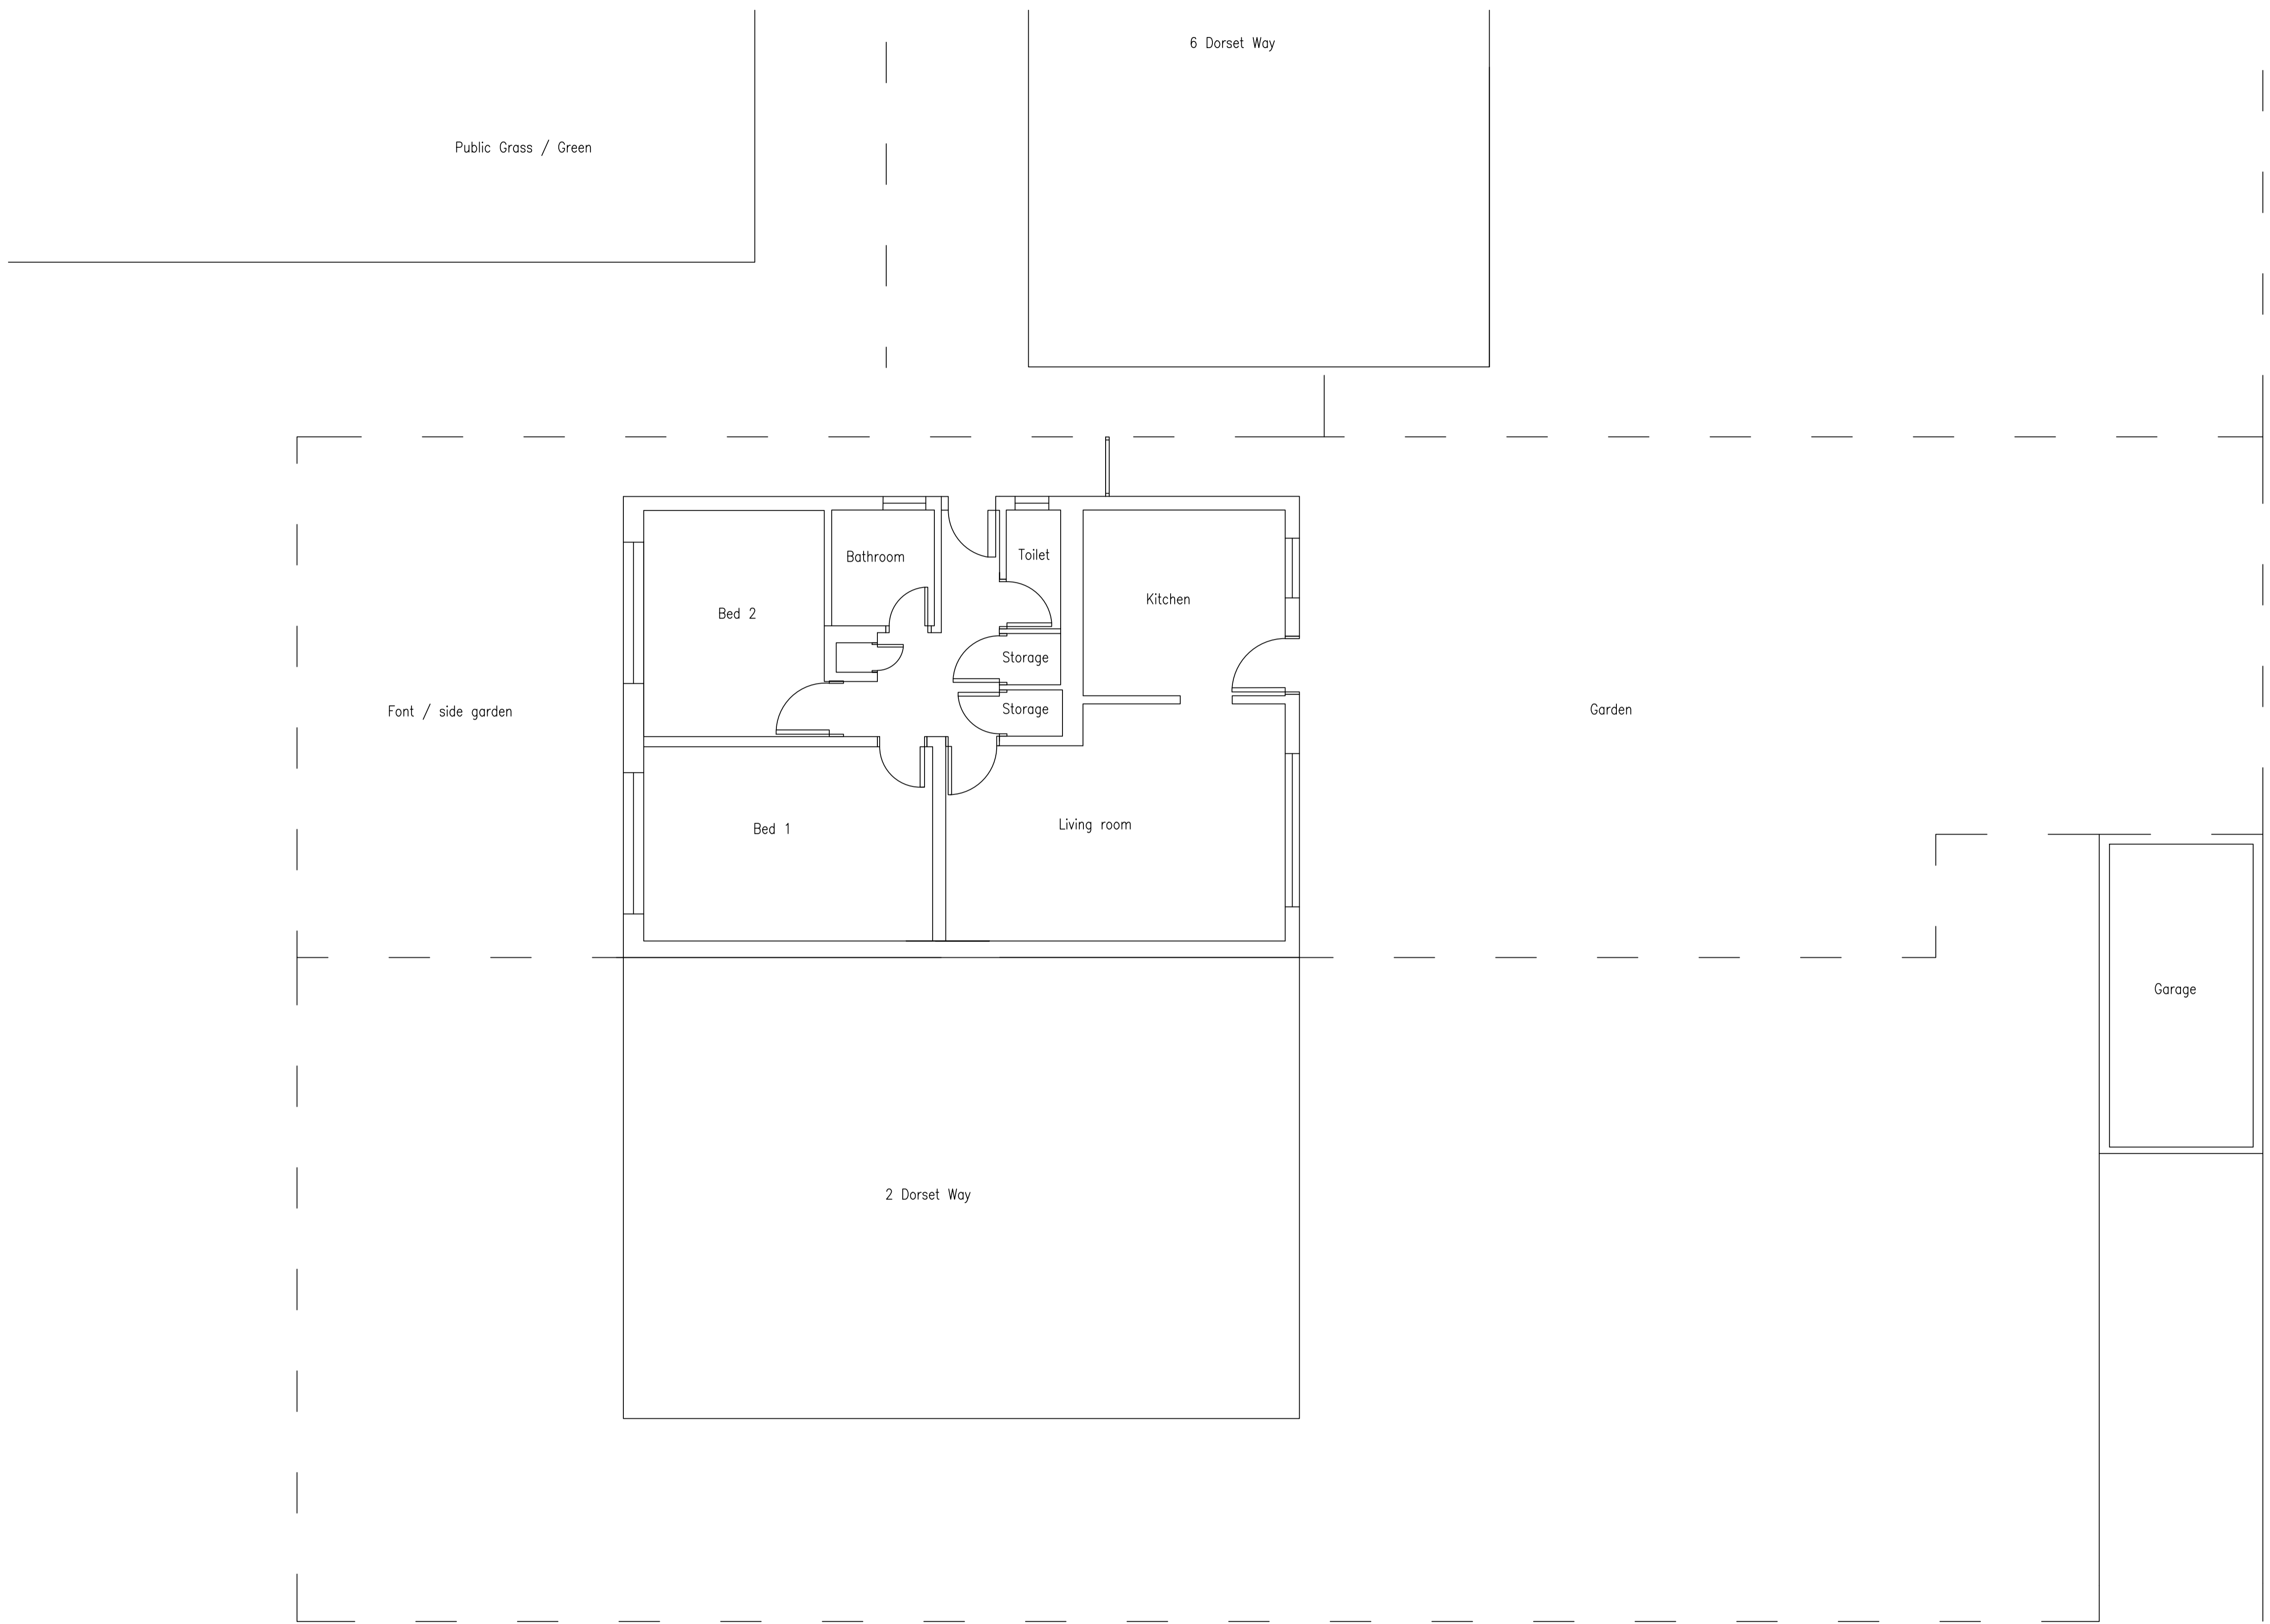 6 Dorset Way
Public Grass / Green
Bathroom
Toilet
Kitchen
Bed 2
Storage
Storage
Font / side garden
Garden
Bed 1
Living room
Garage
2 Dorset Way